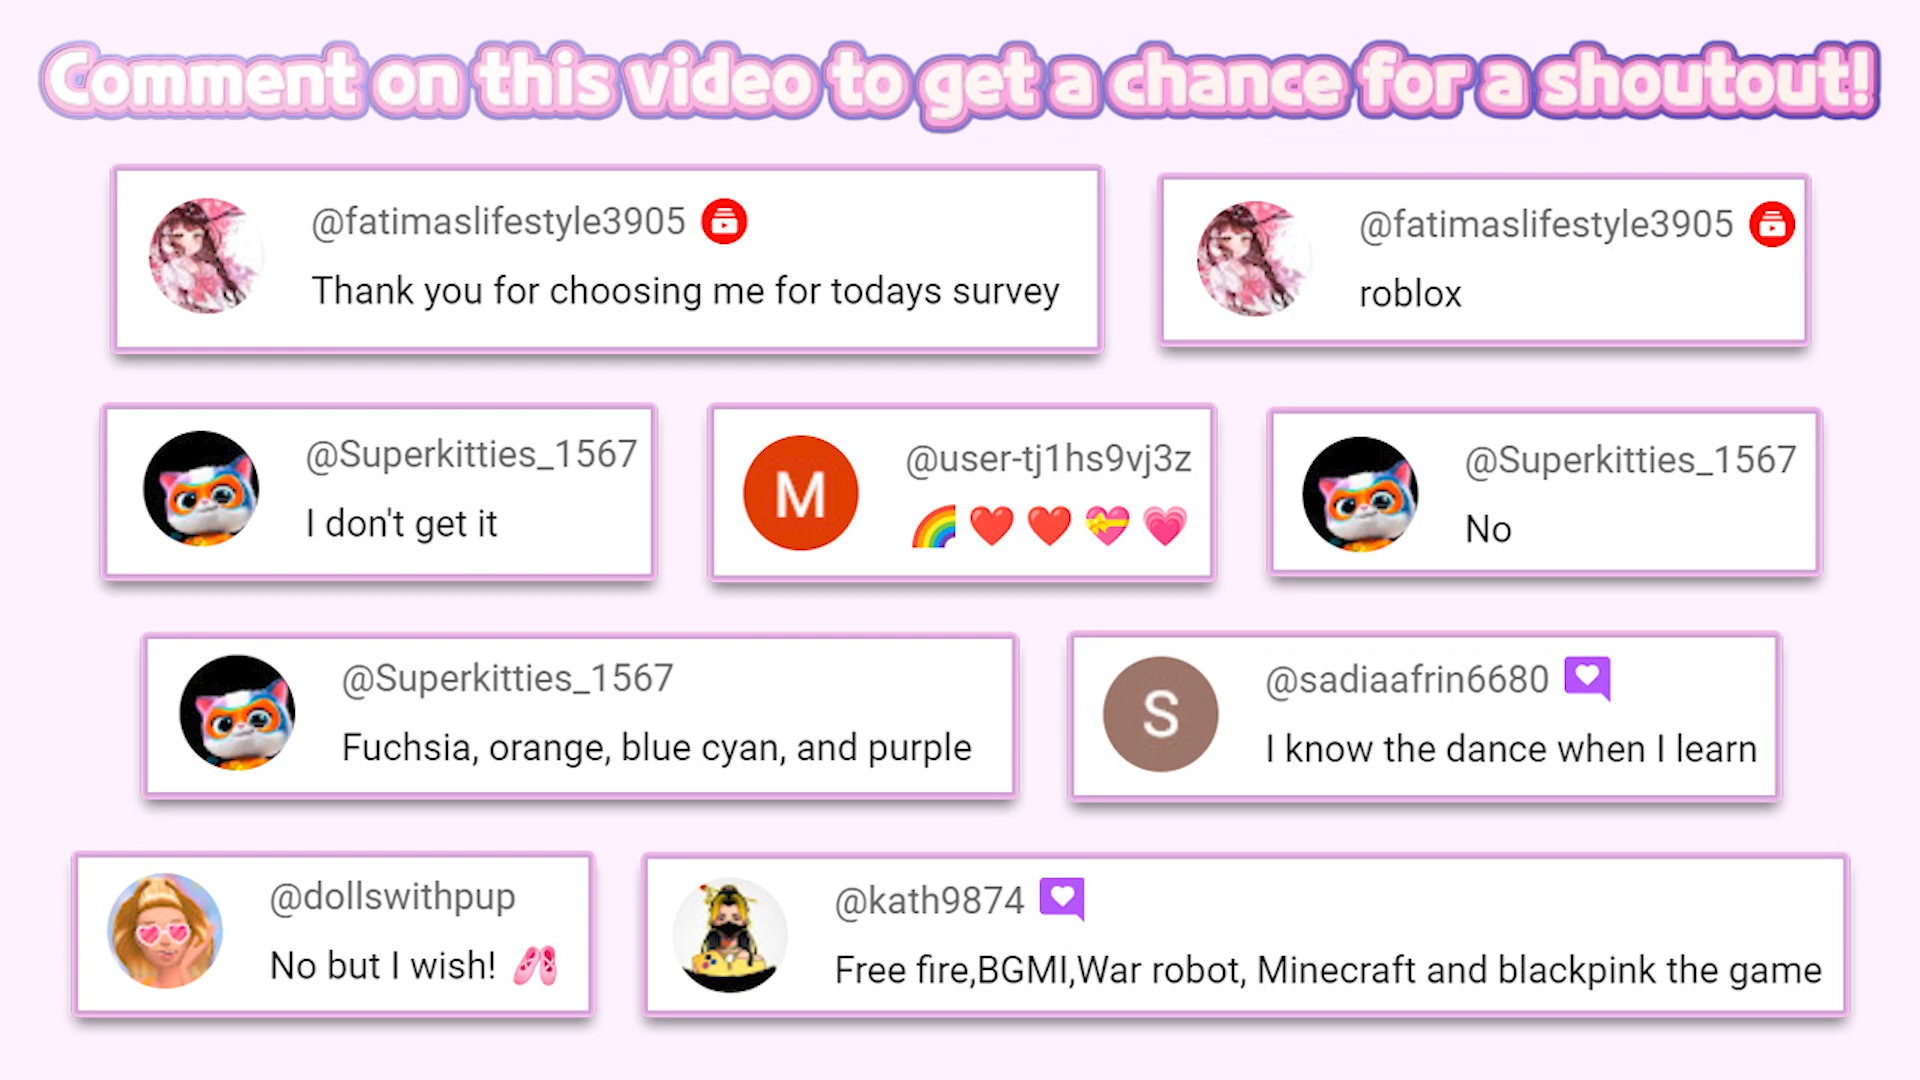 Comment on this video to get a chance for a shoutout!
@fatimaslifestyle3905
Thank you for choosing me for todays survey
@fatimaslifestyle3905
roblox
@Superkitties_1567
I don't get it
M
@user-tj1hs9vj3z
🌈❤️❤️💝💗
@Superkitties_1567
No
@Superkitties_1567
Fuchsia, orange, blue cyan, and purple
S
@sadiaafrin6680
I know the dance when I learn
@dollswithpup
No but I wish! 🩰
@kath9874
Free fire,BGMI,War robot, Minecraft and blackpink the game